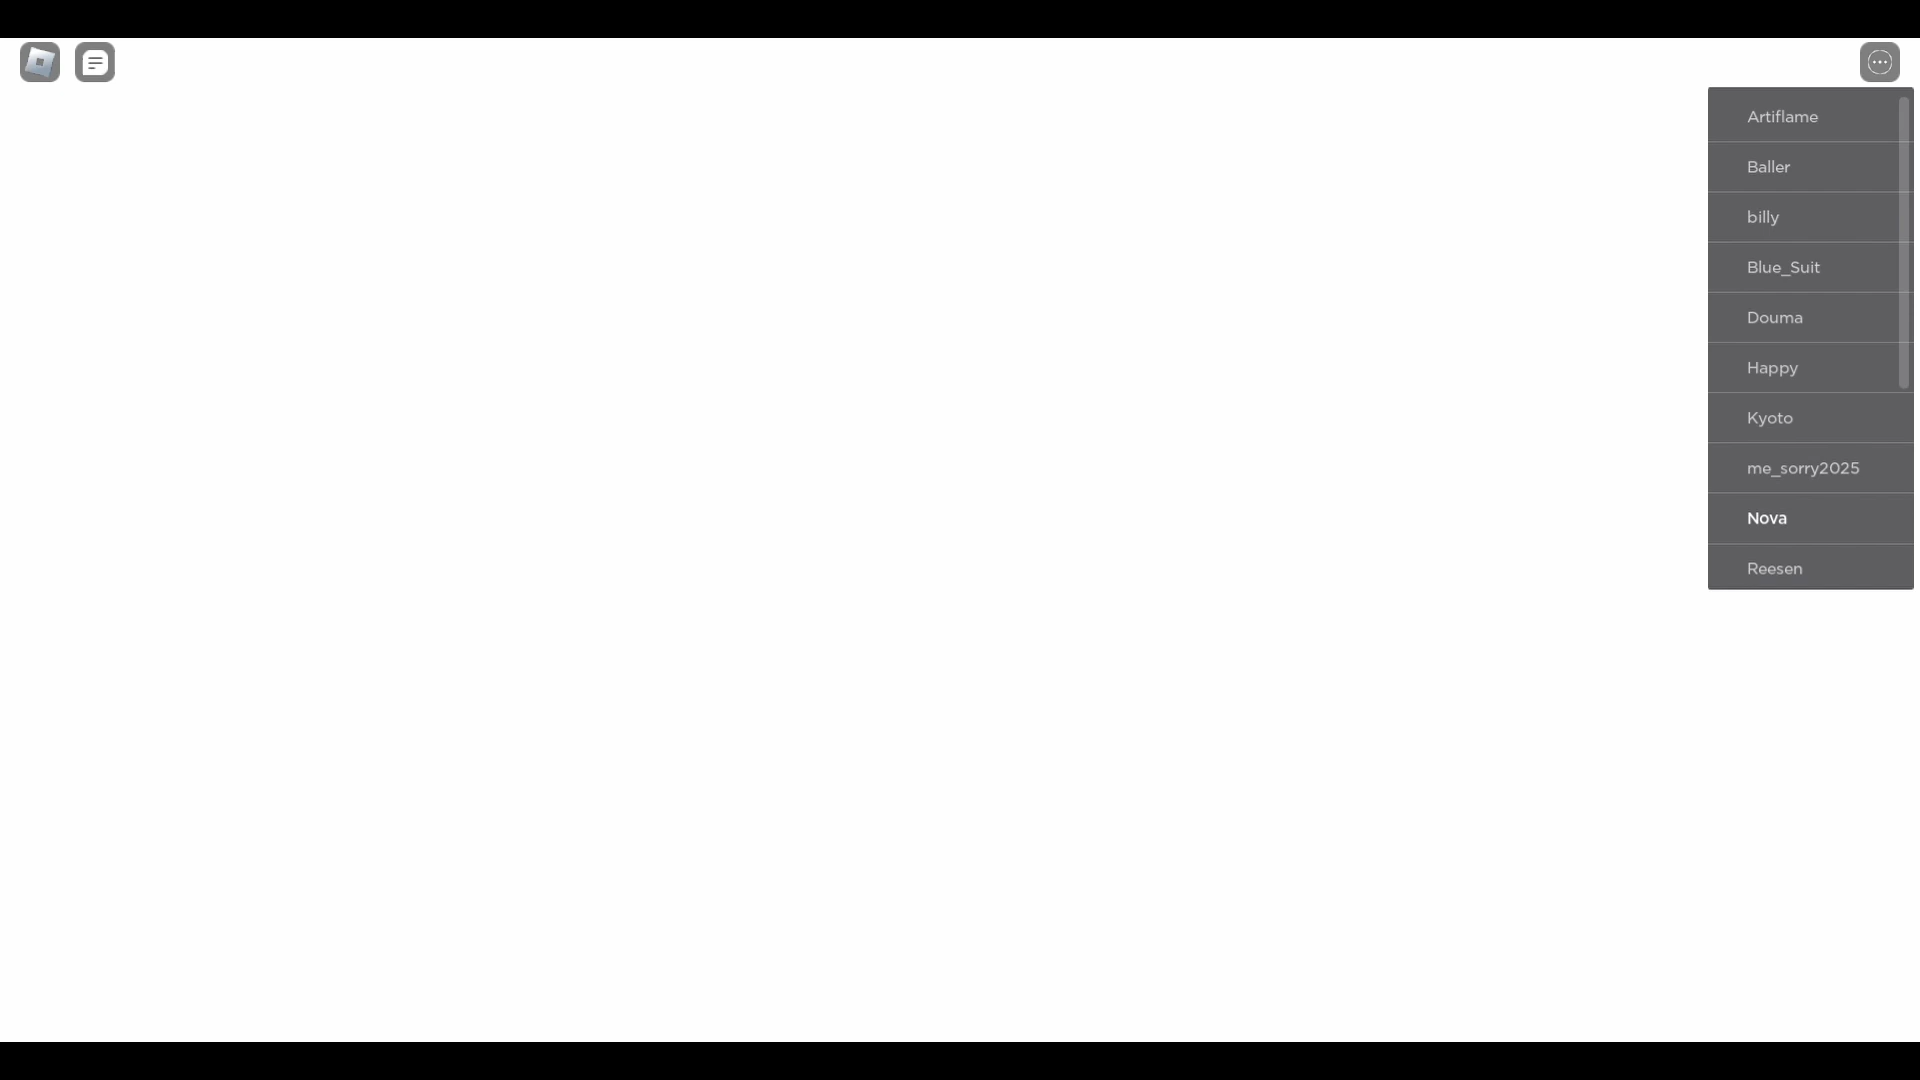 Artiflame
Baller
billy
Blue_Suit
Douma
Happy
Kyoto
me_sorry2025
Nova
Reesen